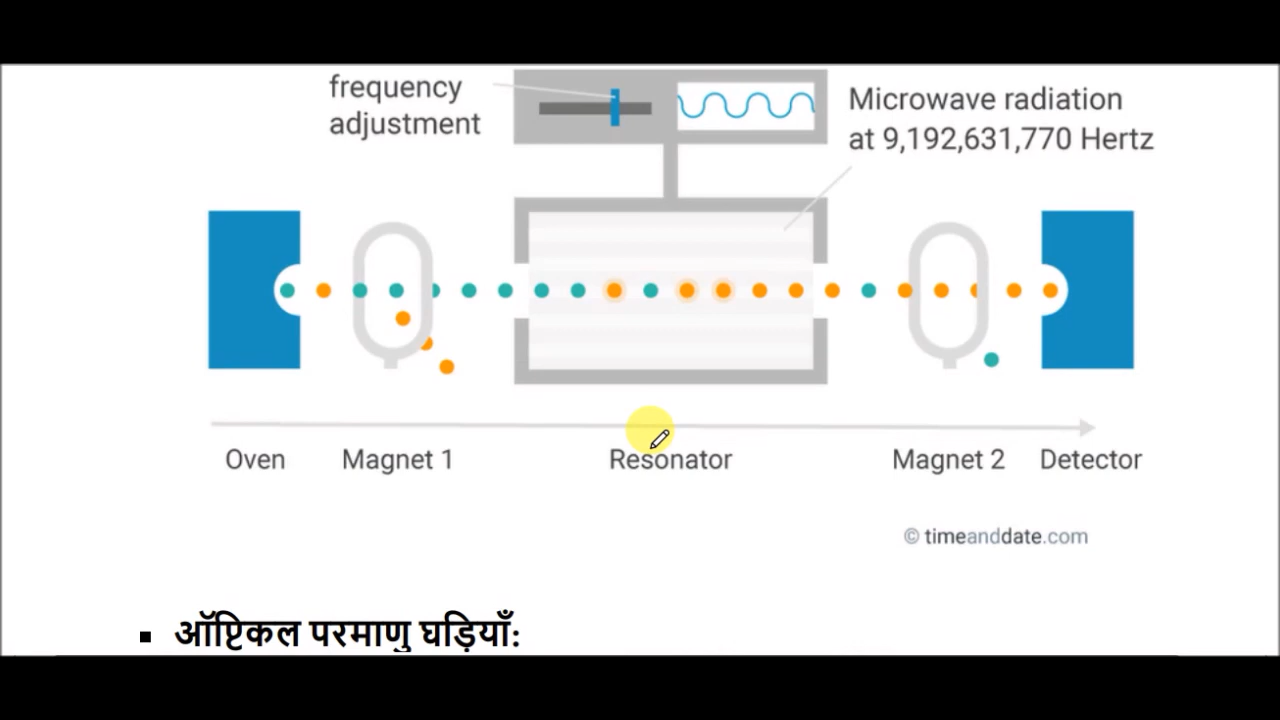 frequency
adjustment
Microwave radiation
at 9,192,631,770 Hertz
Oven
Magnet 1
Resonator
Magnet 2
Detector
© timeanddate.com
▪ ऑप्टिकल परमाणु घड़ियाँ: